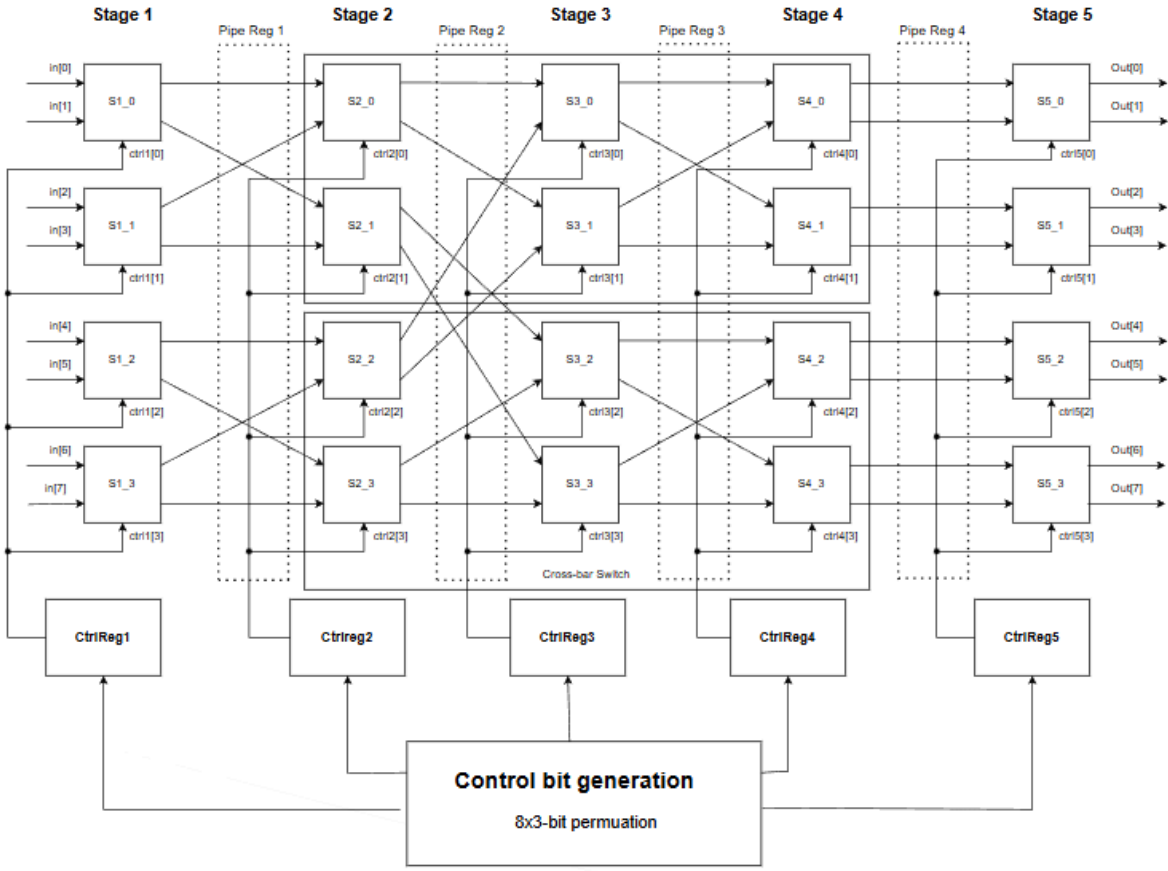 Stage 1
Stage 2
Stage 3
Stage 4
Stage 5
Pipe Reg 1
Pipe Reg 2
Pipe Reg 3
Pipe Reg 4
in[0]
in[1]
S1_0
S2_0
S3_0
S4_0
S5_0
Out[0]
Out[1]
ctrl1[0]
ctrl2[0]
ctrl3[0]
ctrl4[0]
ctrl5[0]
in[2]
in[3]
S1_1
S2_1
S3_1
S4_1
S5_1
Out[2]
Out[3]
ctrl1[1]
ctrl2[1]
ctrl3[1]
ctrl4[1]
ctrl5[1]
in[4]
in[5]
S1_2
S2_2
S3_2
S4_2
S5_2
Out[4]
Out[5]
ctrl1[2]
ctrl2[2]
ctrl3[2]
ctrl4[2]
ctrl5[2]
in[6]
in[7]
S1_3
S2_3
S3_3
S4_3
S5_3
Out[6]
Out[7]
ctrl1[3]
ctrl2[3]
ctrl3[3]
ctrl4[3]
ctrl5[3]
Cross-bar Switch
CtrlReg1
Ctrlreg2
CtrlReg3
CtrlReg4
CtrlReg5
Control bit generation
8x3-bit permuation